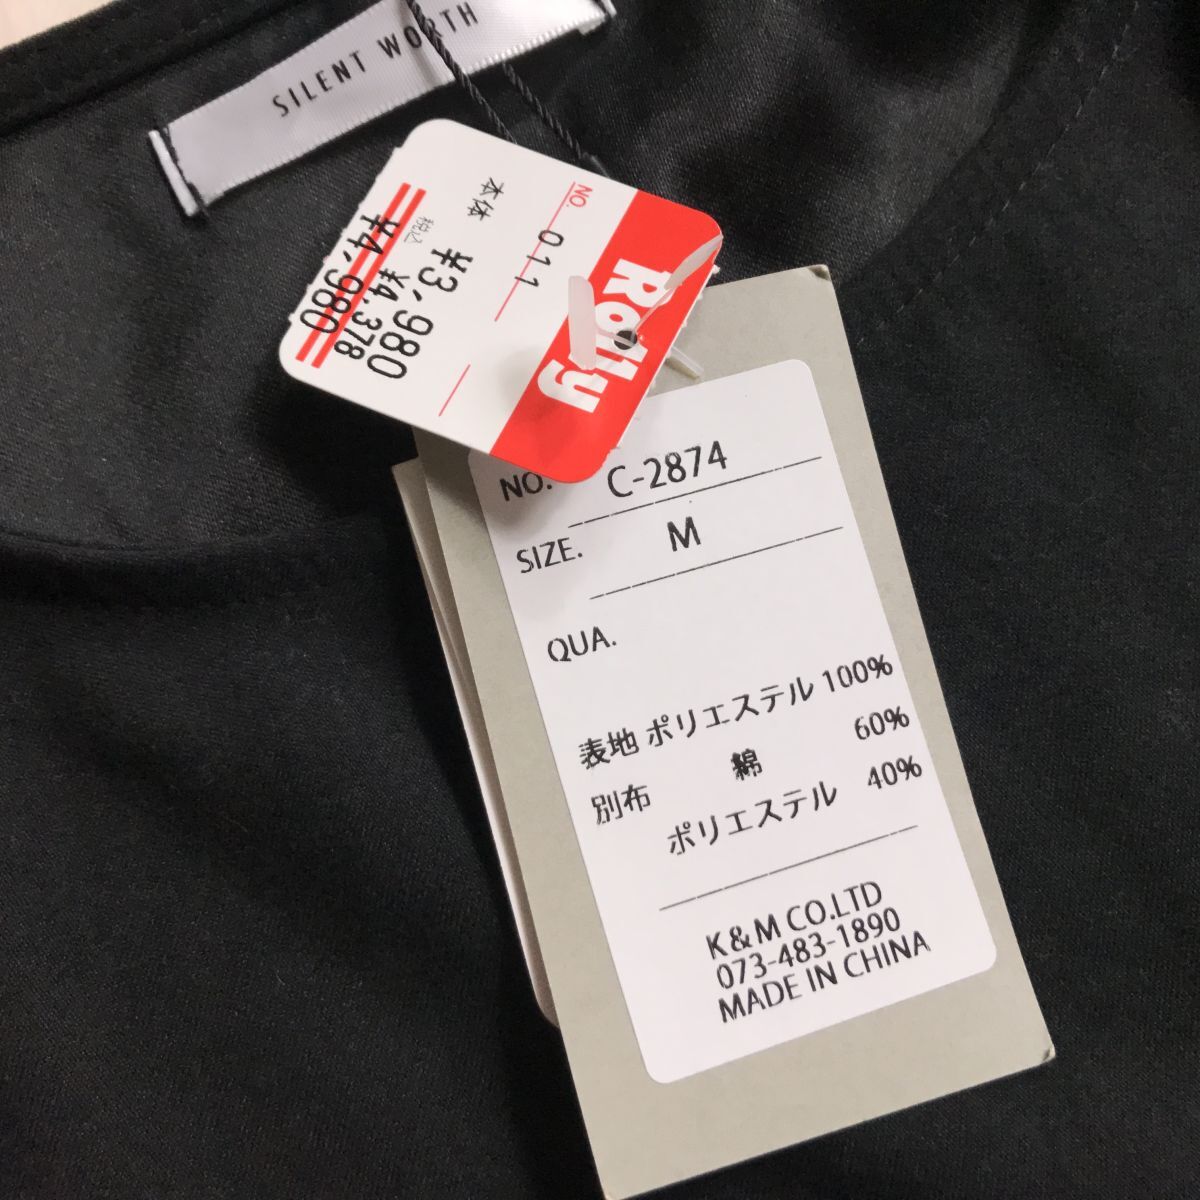 SILENT WORTH
Rolly
NO. 011
本体 ¥3,980
税込 ¥4,378
¥4,980
NO. C-2874
SIZE. M
QUA.
表地 ポリエステル 100%
別布 綿 60%
ポリエステル 40%
K&M CO.LTD
073-483-1890
MADE IN CHINA